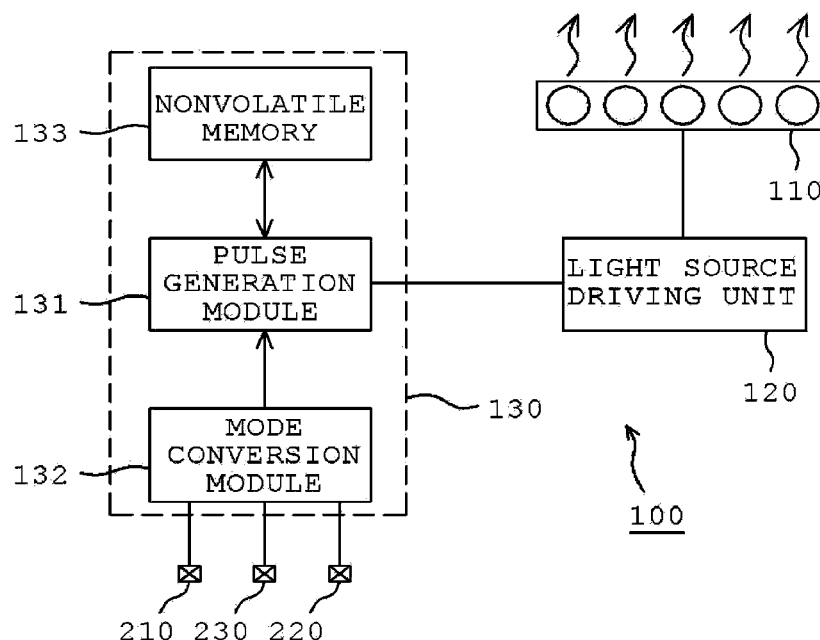 NONVOLATILE
MEMORY
133
110
PULSE
GENERATION
MODULE
131
LIGHT SOURCE
DRIVING UNIT
120
130
MODE
CONVERSION
MODULE
132
100
210 230 220